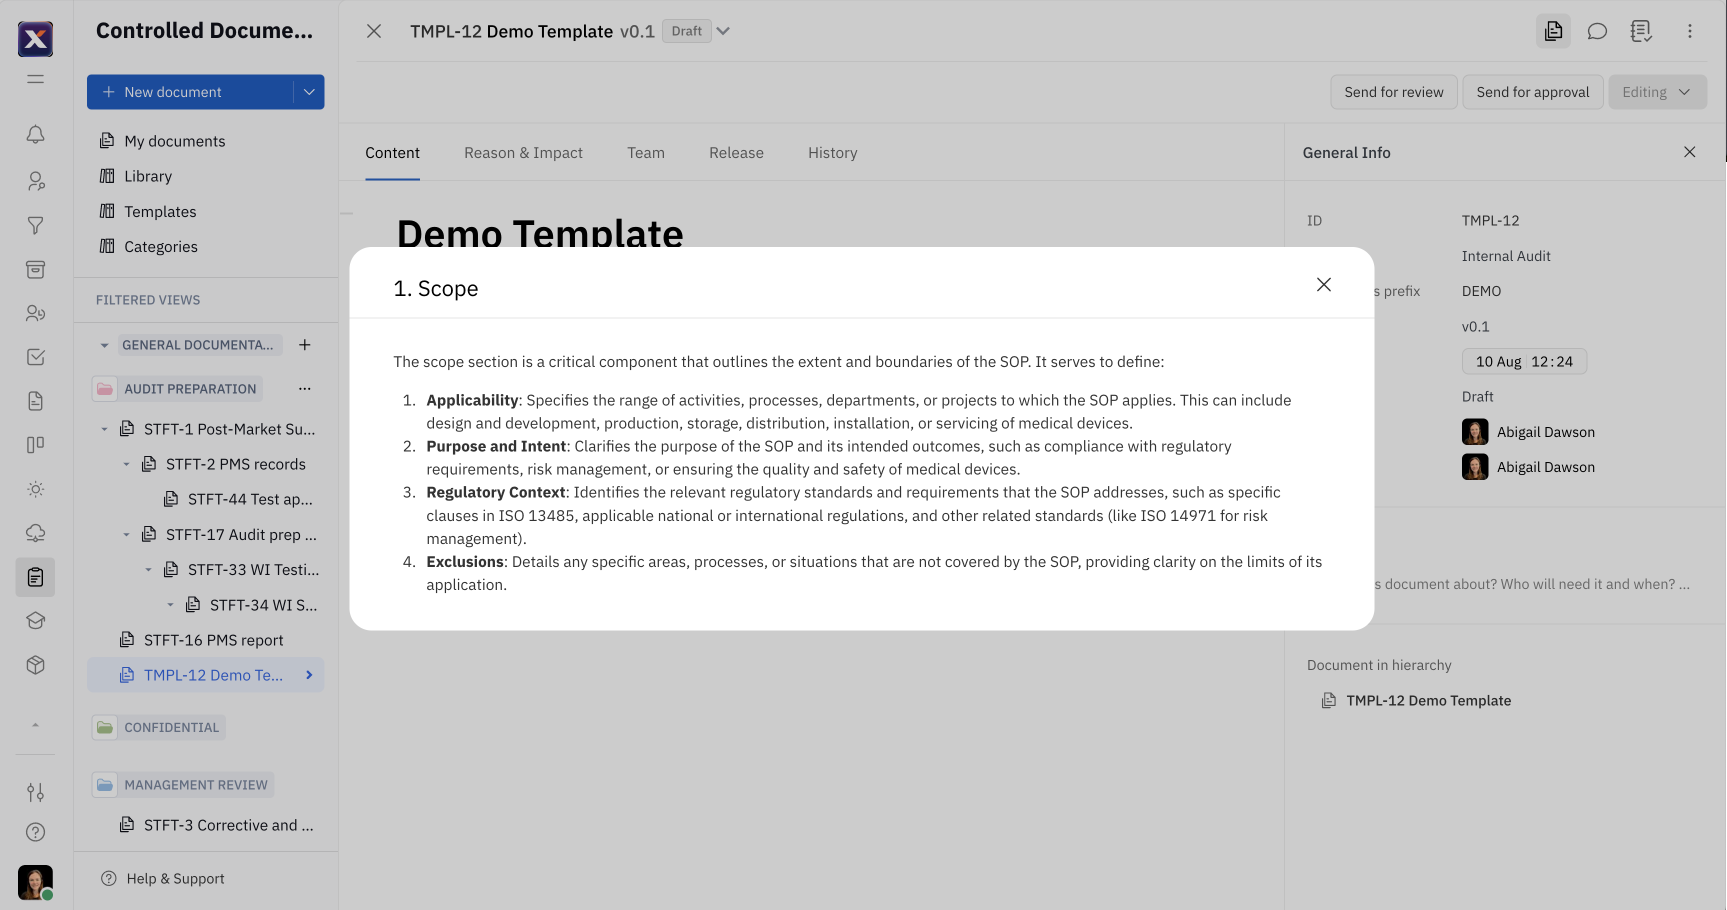 Controlled Docume...
New document
My documents
Library
Templates
Categories
FILTERED VIEWS
GENERAL DOCUMENTA...
AUDIT PREPARATION
STFT-1 Post-Market Su...
STFT-2 PMS records
STFT-44 Test ap...
STFT-17 Audit prep ...
STFT-33 WI Testi...
STFT-34 WI S...
STFT-16 PMS report
TMPL-12 Demo Te...
CONFIDENTIAL
MANAGEMENT REVIEW
STFT-3 Corrective and ...
Help & Support
TMPL-12 Demo Template v0.1 Draft
Send for review Send for approval Editing
Content Reason & Impact Team Release History
Demo Template
1. Scope
The scope section is a critical component that outlines the extent and boundaries of the SOP. It serves to define:
1. Applicability: Specifies the range of activities, processes, departments, or projects to which the SOP applies. This can include
design and development, production, storage, distribution, installation, or servicing of medical devices.
2. Purpose and Intent: Clarifies the purpose of the SOP and its intended outcomes, such as compliance with regulatory
requirements, risk management, or ensuring the quality and safety of medical devices.
3. Regulatory Context: Identifies the relevant regulatory standards and requirements that the SOP addresses, such as specific
clauses in ISO 13485, applicable national or international regulations, and other related standards (like ISO 14971 for risk
management).
4. Exclusions: Details any specific areas, processes, or situations that are not covered by the SOP, providing clarity on the limits of its
application.
General Info
ID TMPL-12
Internal Audit
s prefix DEMO
v0.1
10 Aug 12:24
Draft
Abigail Dawson
Abigail Dawson
s document about? Who will need it and when? ...
Document in hierarchy
TMPL-12 Demo Template